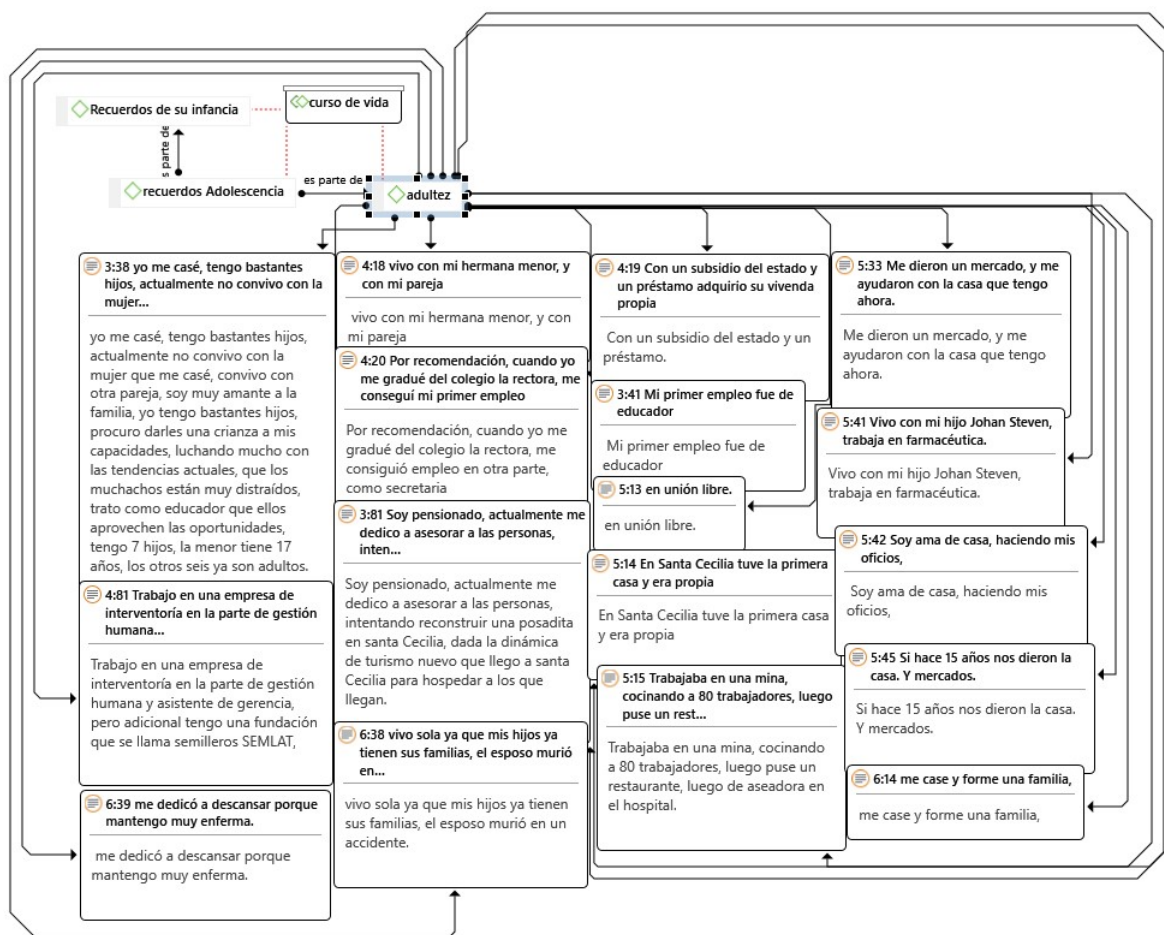 Recuerdos de su infancia
curso de vida
s parte de
recuerdos Adolescencia
es parte de
adultez
3:38 yo me casé, tengo bastantes
hijos, actualmente no convivo con la
mujer...
yo me casé, tengo bastantes hijos,
actualmente no convivo con la
mujer que me casé, convivo con
otra pareja, soy muy amante a la
familia, yo tengo bastantes hijos,
procuro darles una crianza a mis
capacidades, luchando mucho con
las tendencias actuales, que los
muchachos están muy distraídos,
trato como educador que ellos
aprovechen las oportunidades,
tengo 7 hijos, la menor tiene 17
años, los otros seis ya son adultos.
4:81 Trabajo en una empresa de
interventoría en la parte de gestión
humana...
Trabajo en una empresa de
interventoría en la parte de gestión
humana y asistente de gerencia,
pero adicional tengo una fundación
que se llama semilleros SEMLAT,
6:39 me dedicó a descansar porque
mantengo muy enferma.
me dedicó a descansar porque
mantengo muy enferma.
4:18 vivo con mi hermana menor, y
con mi pareja
vivo con mi hermana menor, y con
mi pareja
4:20 Por recomendación, cuando yo
me gradué del colegio la rectora, me
conseguí mi primer empleo
Por recomendación, cuando yo me
gradué del colegio la rectora, me
consiguió empleo en otra parte,
como secretaria
3:81 Soy pensionado, actualmente me
dedico a asesorar a las personas,
inten...
Soy pensionado, actualmente me
dedico a asesorar a las personas,
intentando reconstruir una posadita
en santa Cecilia, dada la dinámica
de turismo nuevo que llego a santa
Cecilia para hospedar a los que
llegan.
6:38 vivo sola ya que mis hijos ya
tienen sus familias, el esposo murió
en...
vivo sola ya que mis hijos ya tienen
sus familias, el esposo murió en un
accidente.
4:19 Con un subsidio del estado y
un préstamo adquirio su vivenda
propia
Con un subsidio del estado y un
préstamo.
3:41 Mi primer empleo fue de
educador
Mi primer empleo fue de
educador
5:13 en unión libre.
en unión libre.
5:14 En Santa Cecilia tuve la primera
casa y era propia
En Santa Cecilia tuve la primera casa
y era propia
5:15 Trabajaba en una mina,
cocinando a 80 trabajadores, luego
puse un rest...
Trabajaba en una mina, cocinando
a 80 trabajadores, luego puse un
restaurante, luego de aseadora en
el hospital.
5:33 Me dieron un mercado, y me
ayudaron con la casa que tengo
ahora.
Me dieron un mercado, y me
ayudaron con la casa que tengo
ahora.
5:41 Vivo con mi hijo Johan Steven,
trabaja en farmacéutica.
Vivo con mi hijo Johan Steven,
trabaja en farmacéutica.
5:42 Soy ama de casa, haciendo mis
oficios,
Soy ama de casa, haciendo mis
oficios,
5:45 Si hace 15 años nos dieron la
casa. Y mercados.
Si hace 15 años nos dieron la casa.
Y mercados.
6:14 me case y forme una familia,
me case y forme una familia,